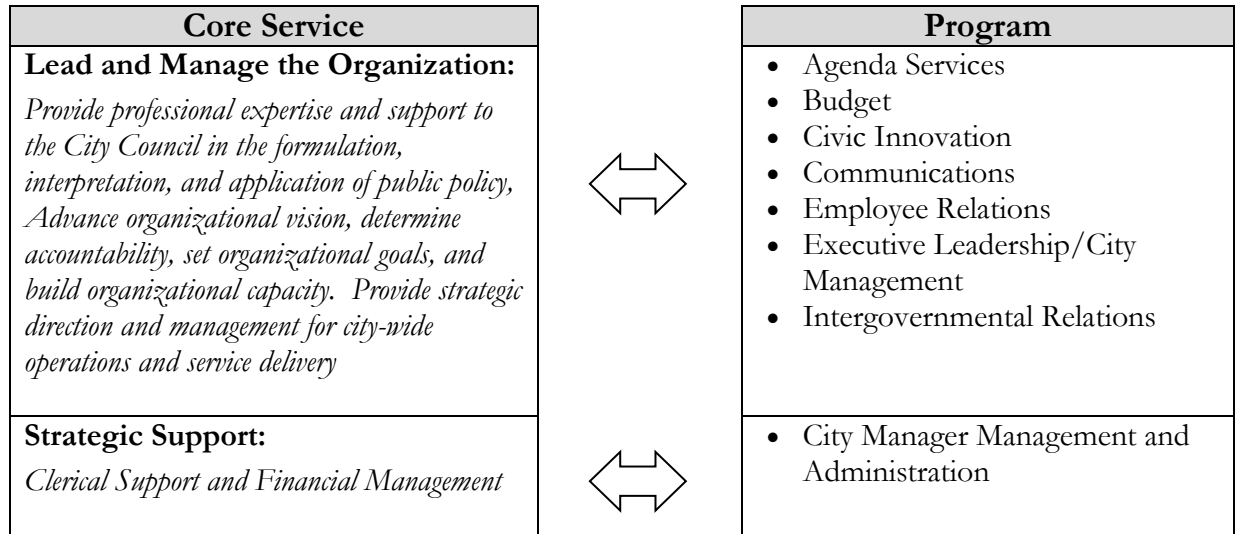 Core Service
Lead and Manage the Organization:
Provide professional expertise and support to
the City Council in the formulation,
interpretation, and application of public policy,
Advance organizational vision, determine
accountability, set organizational goals, and
build organizational capacity.  Provide strategic
direction and management for city-wide
operations and service delivery
Strategic Support:
Clerical Support and Financial Management
Program
• Agenda Services
• Budget
• Civic Innovation
• Communications
• Employee Relations
• Executive Leadership/City
Management
• Intergovernmental Relations
• City Manager Management and
Administration